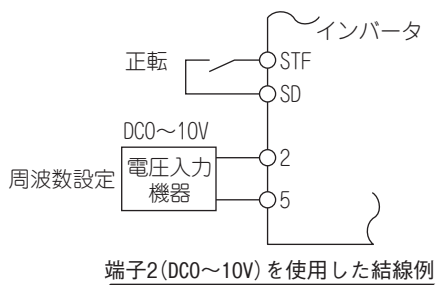 インバータ
正転
STF
SD
DC0～10V
周波数設定
電圧入力
機器
2
5
端子2(DC0～10V)を使用した結線例